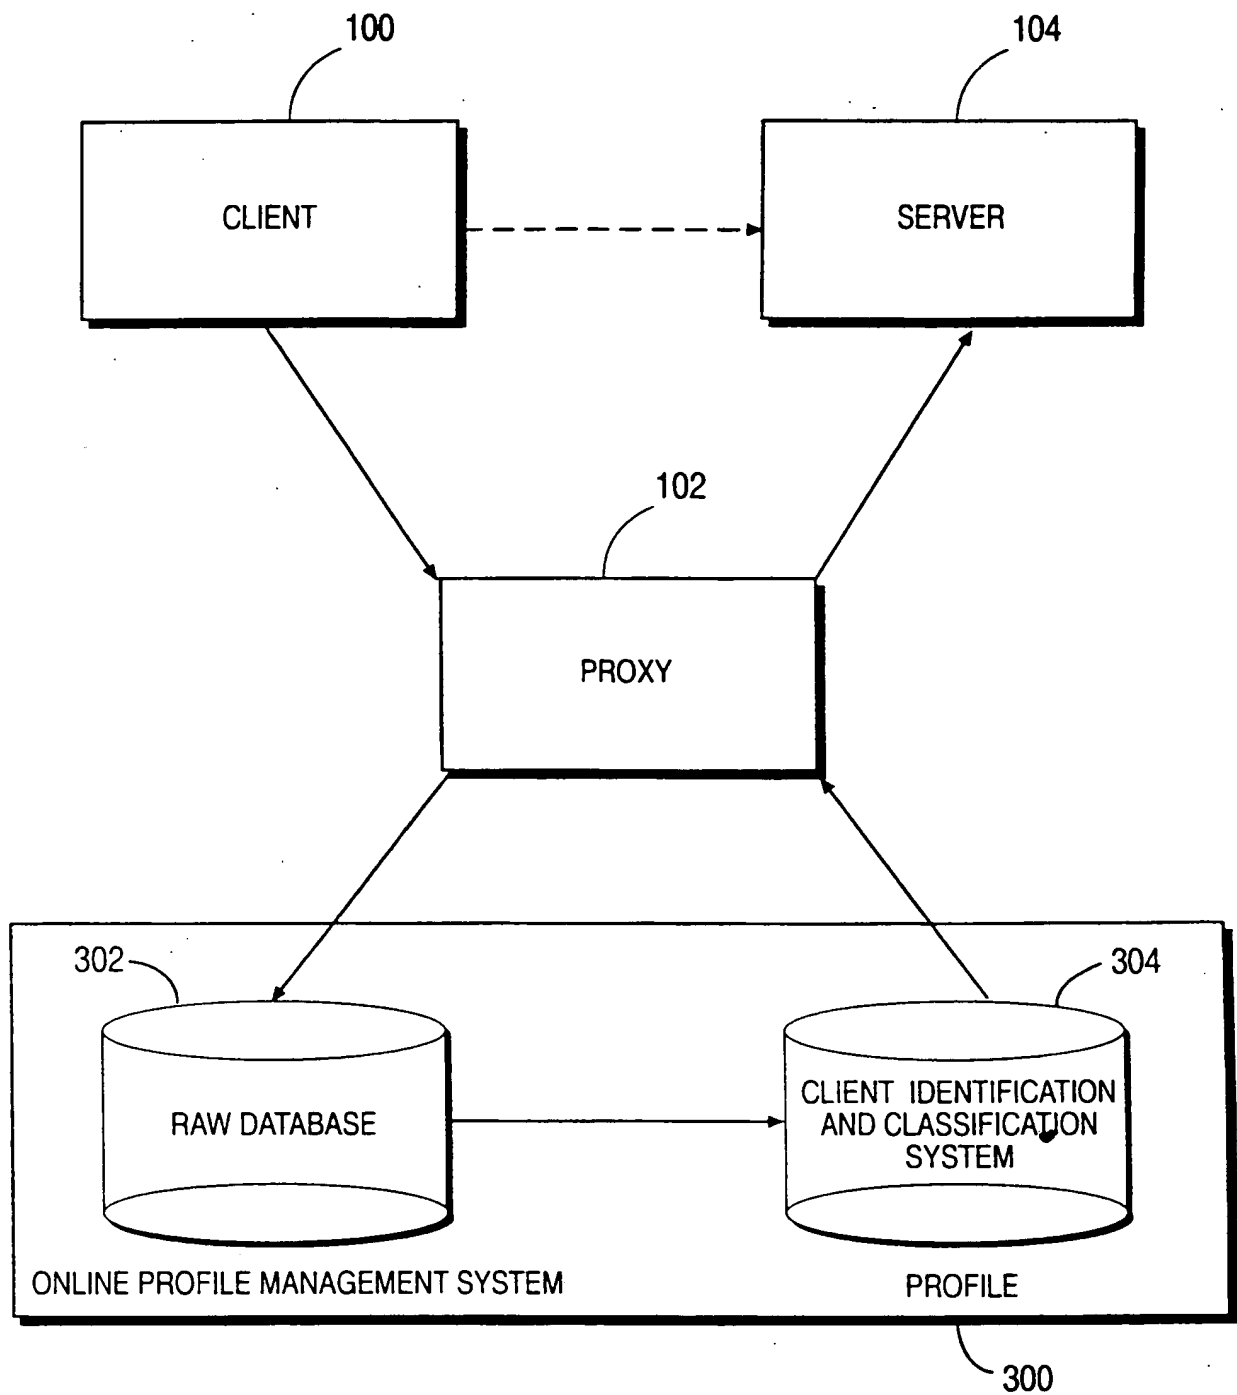 100
104
CLIENT
SERVER
102
PROXY
302
304
RAW DATABASE
CLIENT IDENTIFICATION
AND CLASSIFICATION
SYSTEM
ONLINE PROFILE MANAGEMENT SYSTEM
PROFILE
300